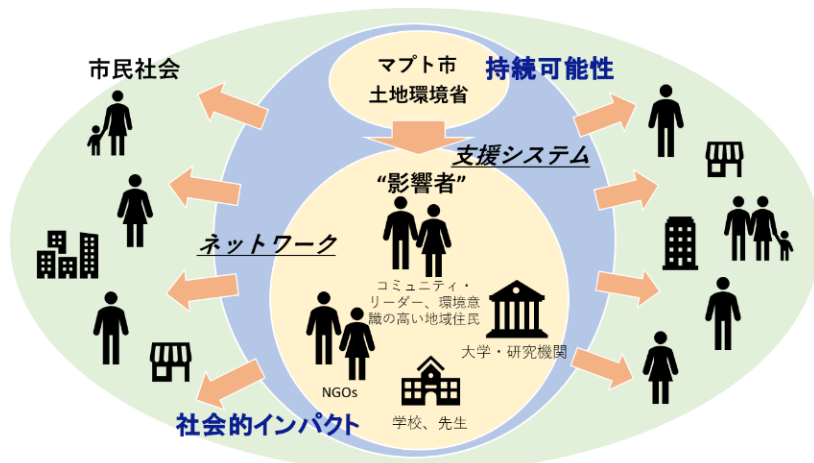 市民社会
マプト市
土地環境省
持続可能性
支援システム
“影響者”
ネットワーク
コミュニティ・
リーダー、環境意
識の高い地域住民
大学・研究機関
NGOs
学校、先生
社会的インパクト